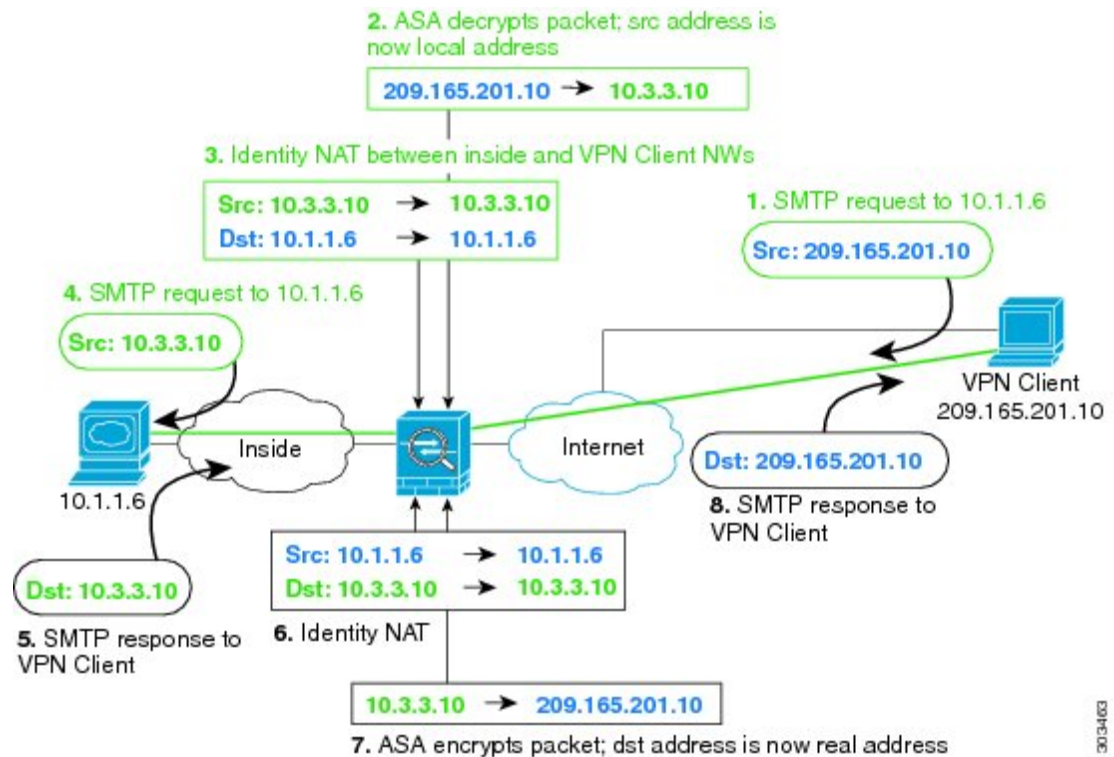 2. ASA decrypts packet; src address is
now local address
209.165.201.10 → 10.3.3.10
3. Identity NAT between inside and VPN Client NWs
Src: 10.3.3.10 → 10.3.3.10
Dst: 10.1.1.6 → 10.1.1.6
1. SMTP request to 10.1.1.6
Src: 209.165.201.10
4. SMTP request to 10.1.1.6
Src: 10.3.3.10
VPN Client
209.165.201.10
Inside
Internet
10.1.1.6
Dst: 209.165.201.10
8. SMTP response to
VPN Client
Src: 10.1.1.6 → 10.1.1.6
Dst: 10.3.3.10 → 10.3.3.10
6. Identity NAT
Dst: 10.3.3.10
5. SMTP response to
VPN Client
10.3.3.10 → 209.165.201.10
7. ASA encrypts packet; dst address is now real address
303463